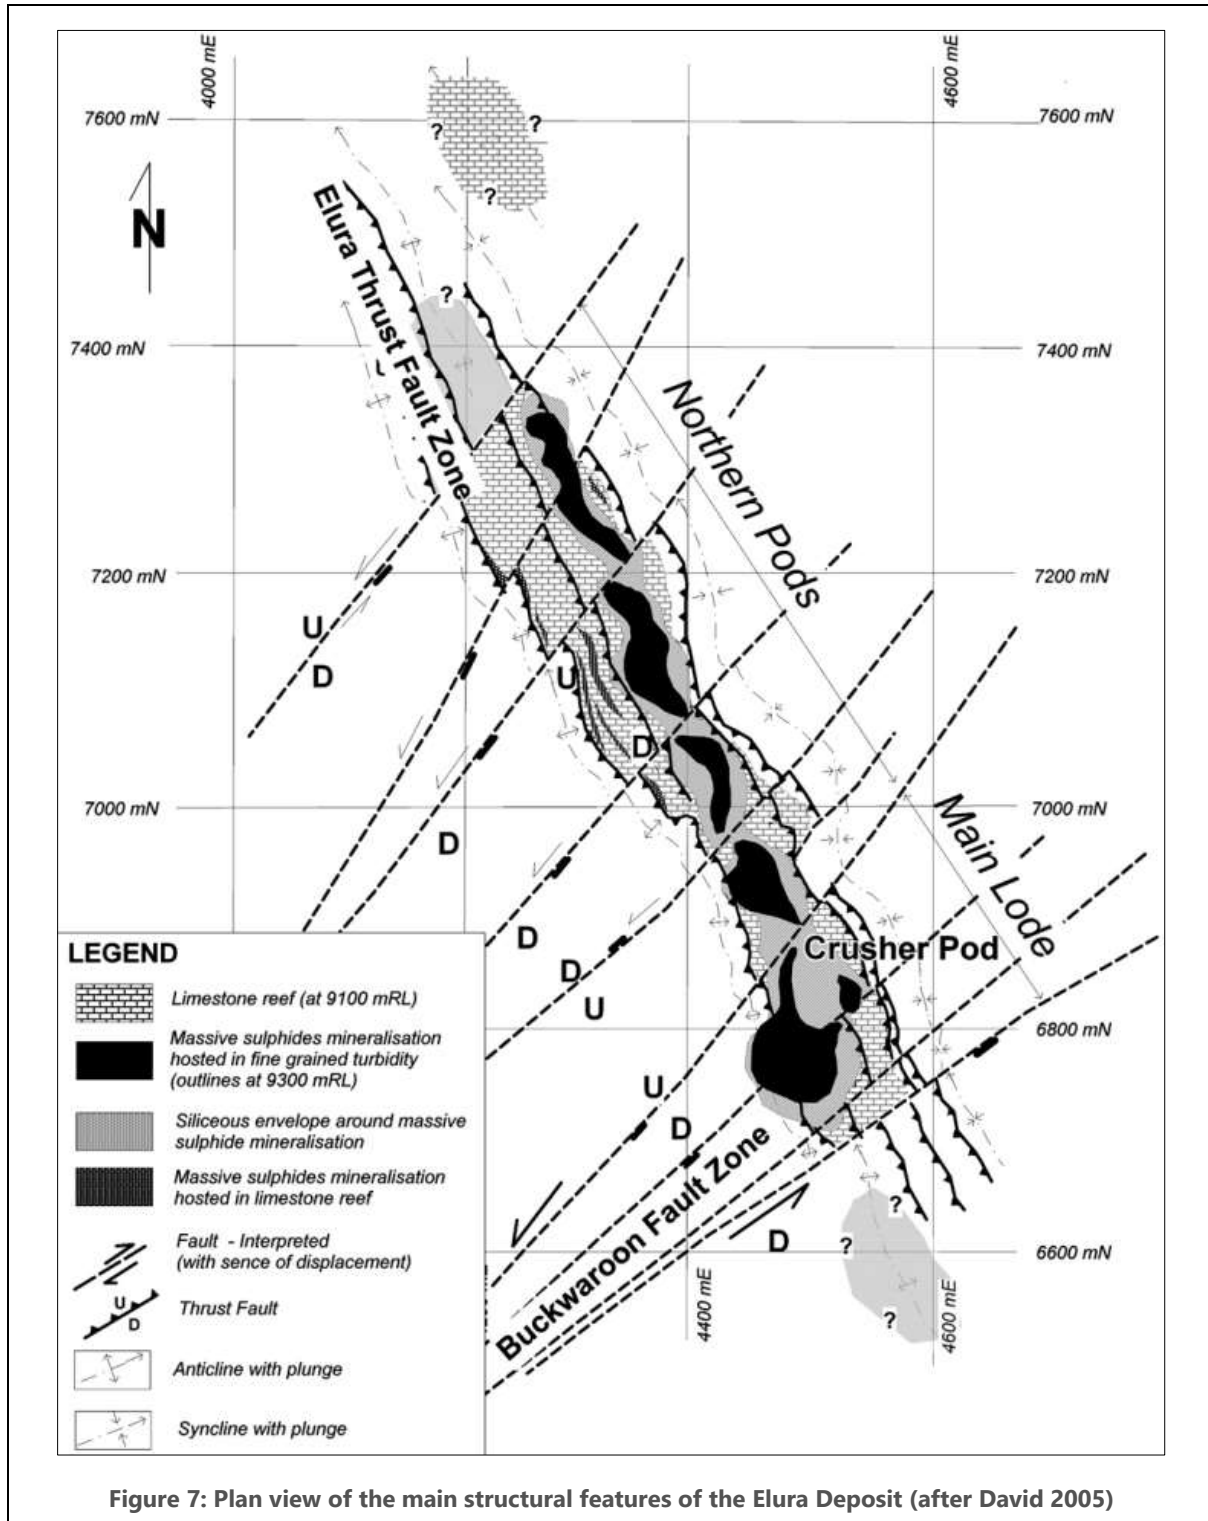 4000 mE
4600 mE
7600 mN
7600 mN
?
?
?
N
Elura Thrust Fault Zone
?
7400 mN
7400 mN
Northern Pods
7200 mN
7200 mN
U
D
U
D
7000 mN
7000 mN
Main Lode
D
D
D
U
Crusher Pod
6800 mN
U
D
Buckwaroon Fault Zone
D
?
?
?
6600 mN
4400 mE
4600 mE
LEGEND
Limestone reef (at 9100 mRL)
Massive sulphides mineralisation
hosted in fine grained turbidity
(outlines at 9300 mRL)
Siliceous envelope around massive
sulphide mineralisation
Massive sulphides mineralisation
hosted in limestone reef
Fault - Interpreted
(with sence of displacement)
U
D
Thrust Fault
Anticline with plunge
Syncline with plunge
Figure 7: Plan view of the main structural features of the Elura Deposit (after David 2005)